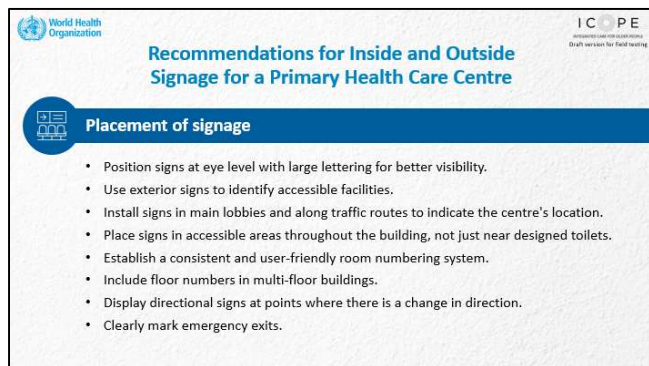 World Health
Organization
ICOPE
INTEGRATED CARE FOR OLDER PEOPLE
Draft version for field testing
Recommendations for Inside and Outside
Signage for a Primary Health Care Centre
Placement of signage
• Position signs at eye level with large lettering for better visibility.
• Use exterior signs to identify accessible facilities.
• Install signs in main lobbies and along traffic routes to indicate the centre's location.
• Place signs in accessible areas throughout the building, not just near designed toilets.
• Establish a consistent and user-friendly room numbering system.
• Include floor numbers in multi-floor buildings.
• Display directional signs at points where there is a change in direction.
• Clearly mark emergency exits.